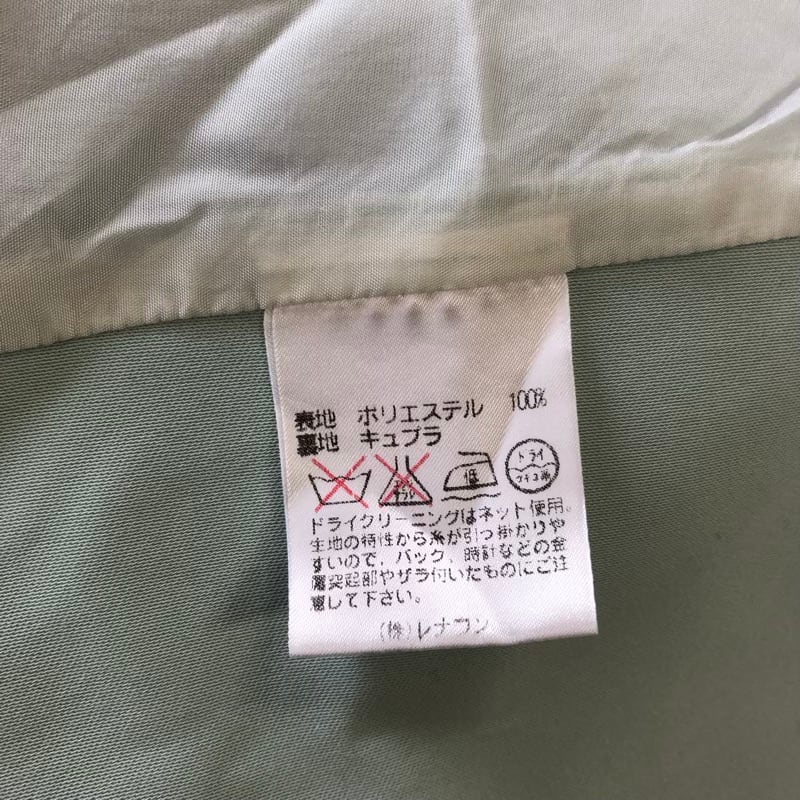 表地 ポリエステル 100%
裏地 キュプラ
低
ドライ
ドライクリーニングはネット使用。
生地の特性から糸が引っ掛かりや
すいので、バック、時計などの金
属突起部やザラ付いたものにご注
意して下さい。
(株)レナウン